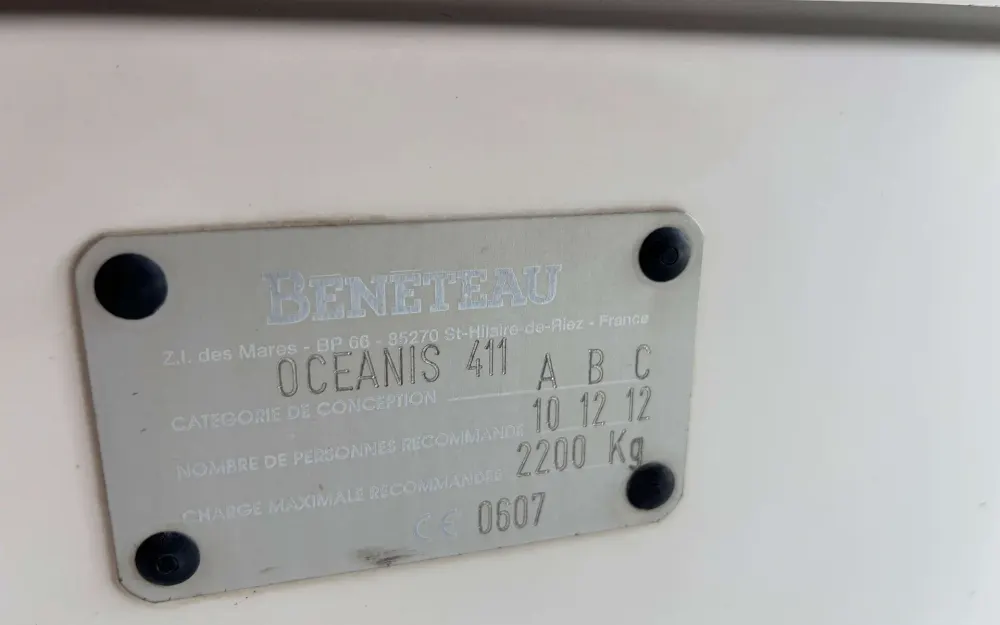 BENETEAU
Z.I. des Mares - BP 66 - 85270 St-Hilaire-de-Riez - France
OCEANIS 411
CATEGORIE DE CONCEPTION A B C
NOMBRE DE PERSONNES RECOMMANDE 10 12 12
CHARGE MAXIMALE RECOMMANDEE 2200 Kg
CE 0607